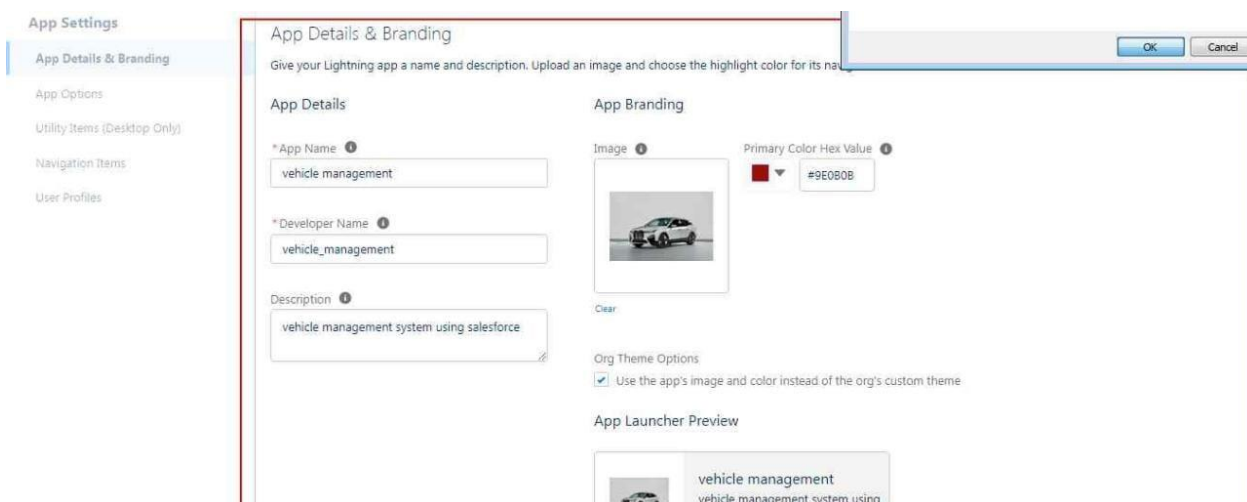 App Settings
App Details & Branding
App Options
Utility Items (Desktop Only)
Navigation Items
User Profiles
App Details & Branding
Give your Lightning app a name and description. Upload an image and choose the highlight color for its
OK Cancel
App Details
*App Name
vehicle management
*Developer Name
vehicle_management
Description
vehicle management system using salesforce
App Branding
Image
Primary Color Hex Value
#9E0B0B
Clear
Org Theme Options
Use the app's image and color instead of the org's custom theme
App Launcher Preview
vehicle management
vehicle management system using